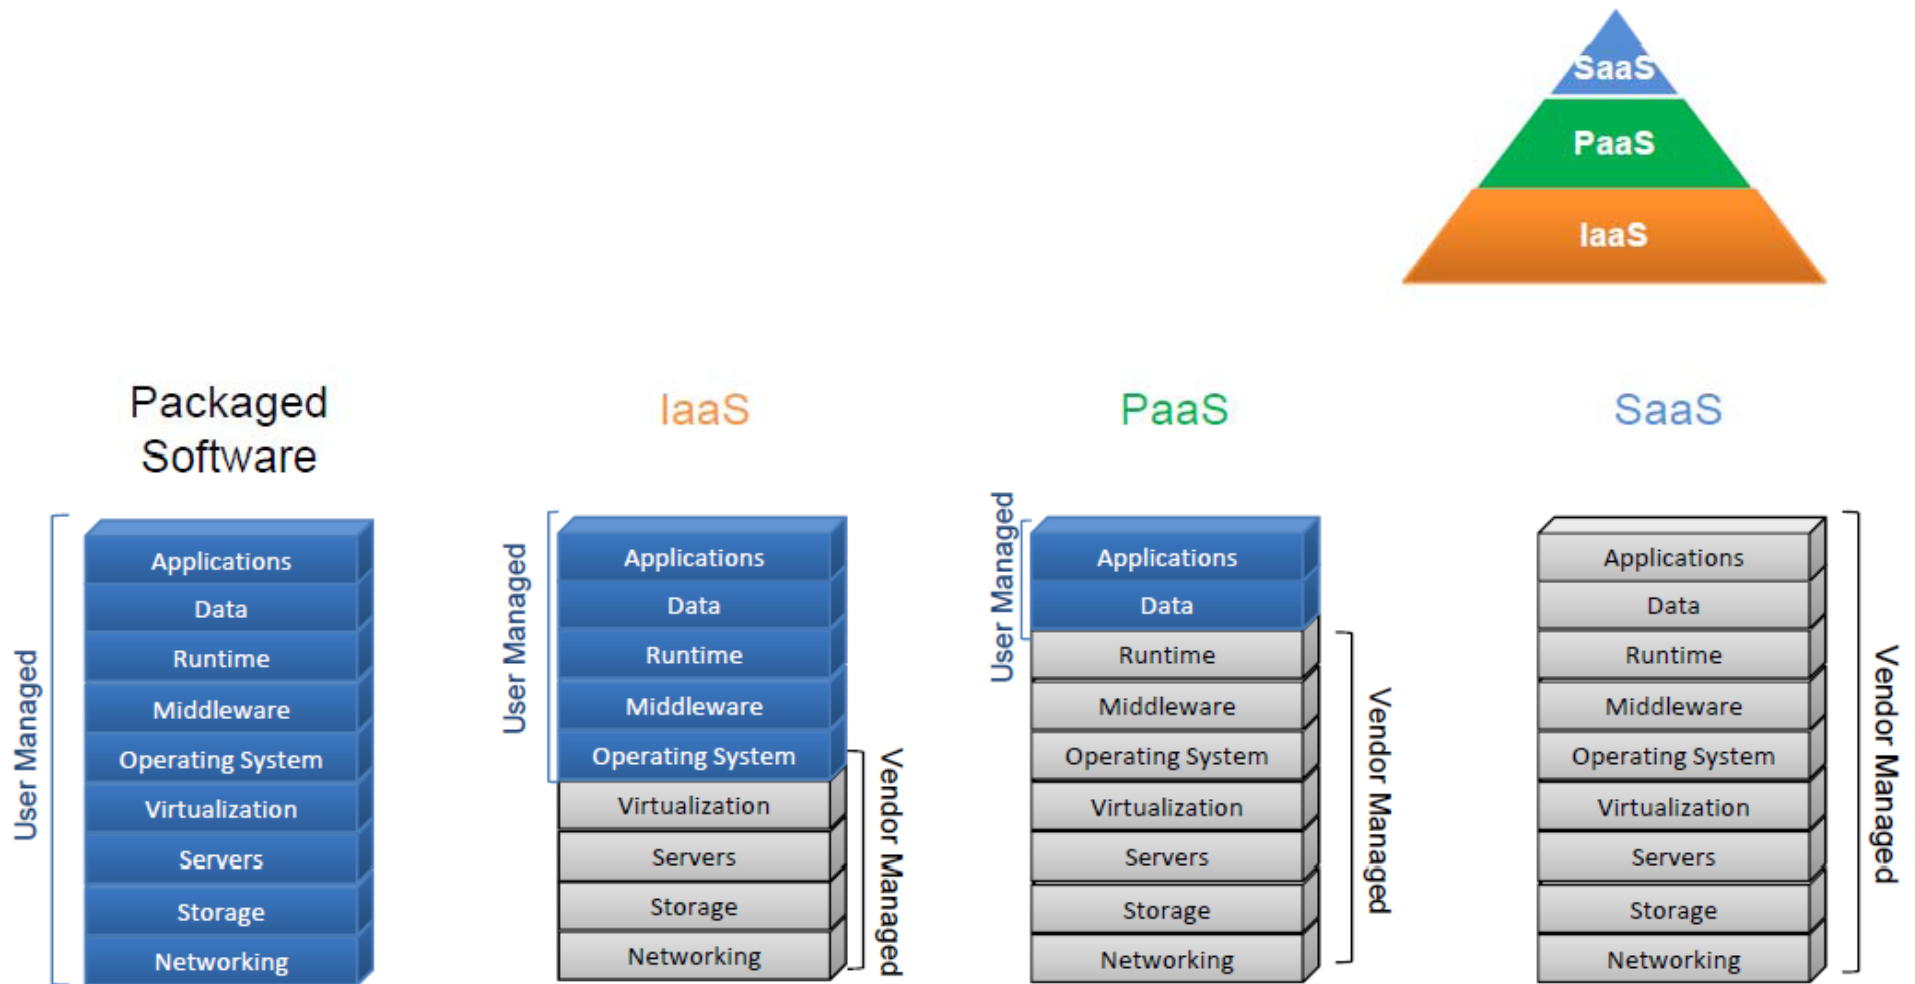 SaaS
PaaS
IaaS
Packaged
Software
IaaS
PaaS
SaaS
User Managed
Applications
Data
Runtime
Middleware
Operating System
Virtualization
Servers
Storage
Networking
User Managed
Applications
Data
Runtime
Middleware
Operating System
Virtualization
Servers
Storage
Networking
Vendor Managed
User Managed
Applications
Data
Runtime
Middleware
Operating System
Virtualization
Servers
Storage
Networking
Vendor Managed
Applications
Data
Runtime
Middleware
Operating System
Virtualization
Servers
Storage
Networking
Vendor Managed